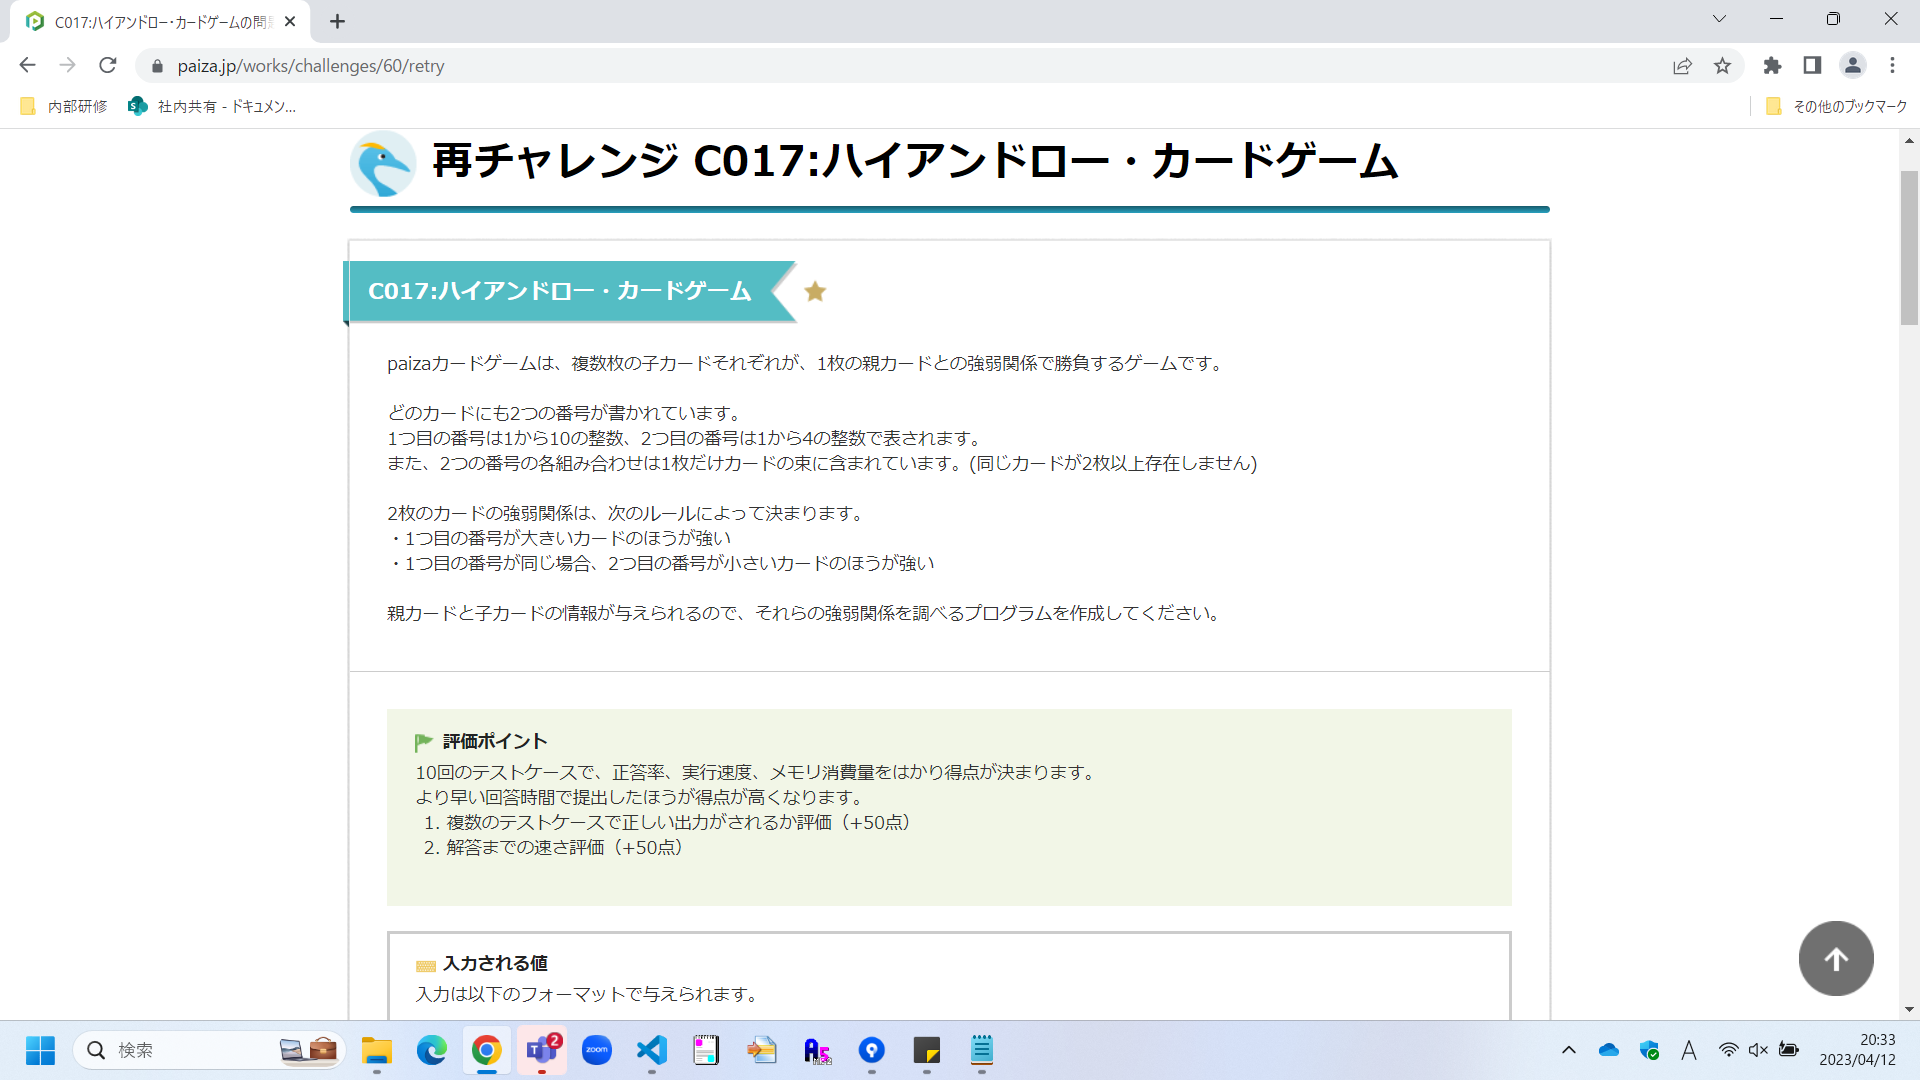 C017:ハイアンドロー・カードゲームの問
paiza.jp/works/challenges/60/retry
内部研修
社内共有 - ドキュメン...
その他のブックマーク
再チャレンジ C017:ハイアンドロー・カードゲーム
C017:ハイアンドロー・カードゲーム
paizaカードゲームは、複数枚の子カードそれぞれが、1枚の親カードとの強弱関係で勝負するゲームです。
どのカードにも2つの番号が書かれています。
1つ目の番号は1から10の整数、2つ目の番号は1から4の整数で表されます。
また、2つの番号の各組み合わせは1枚だけカードの束に含まれています。(同じカードが2枚以上存在しません)
2枚のカードの強弱関係は、次のルールによって決まります。
・1つ目の番号が大きいカードのほうが強い
・1つ目の番号が同じ場合、2つ目の番号が小さいカードのほうが強い
親カードと子カードの情報が与えられるので、それらの強弱関係を調べるプログラムを作成してください。
評価ポイント
10回のテストケースで、正答率、実行速度、メモリ消費量をはかり得点が決まります。
より早い回答時間で提出したほうが得点が高くなります。
1. 複数のテストケースで正しい出力がされるか評価（+50点）
2. 解答までの速さ評価（+50点）
入力される値
入力は以下のフォーマットで与えられます。
検索
2
zoom
A
20:33
2023/04/12